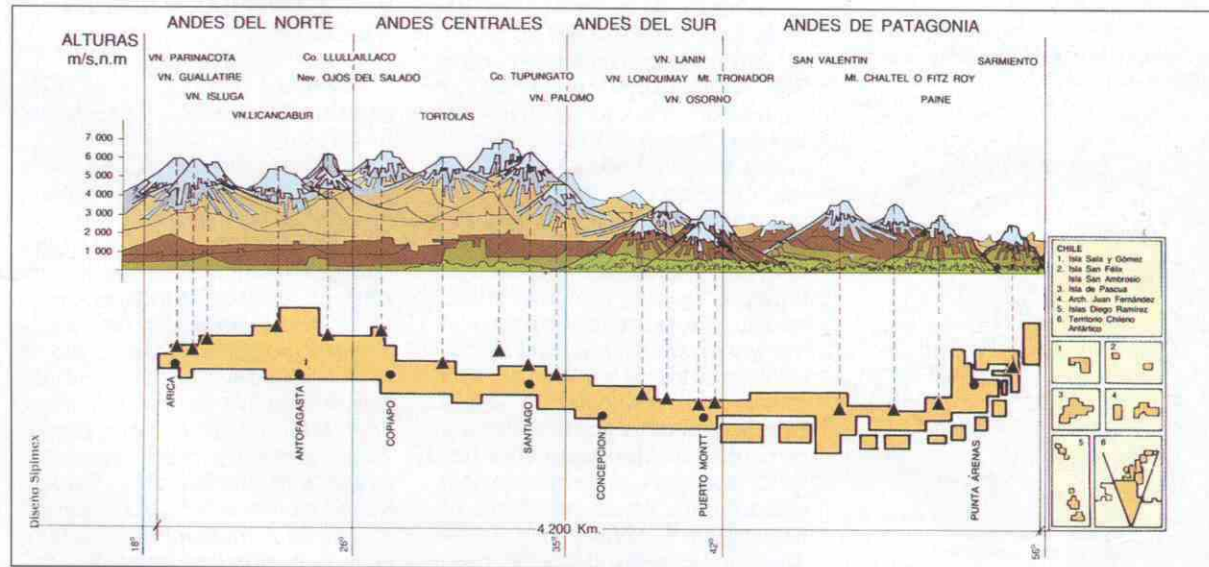 ANDES DEL NORTE
ANDES CENTRALES
ANDES DEL SUR
ANDES DE PATAGONIA
ALTURAS
m/s,n.m
VN. PARINACOTA
VN. GUALLATIRE
VN. ISLUGA
VN.LICANCABUR
Co. LLULLAILLACO
Nev. OJOS DEL SALADO
TORTOLAS
Co. TUPUNGATO
VN. PALOMO
VN. LANIN
VN. LONQUIMAY
Mt. TRONADOR
VN. OSORNO
SAN VALENTIN
Mt. CHALTEL O FITZ ROY
PAINE
SARMIENTO
7 000
6 000
5 000
4 000
3 000
2 000
1 000
ARICA
ANTOFAGASTA
COPIAPO
SANTIAGO
CONCEPCION
PUERTO MONTT
PUNTA ARENAS
4.200 Km.
18°
26°
35°
42°
56°
Diseño Sipimex
CHILE
1. Isla Sala y Gómez
2. Isla San Félix
Isla San Ambrosio
3. Isla de Pascua
4. Arch. Juan Fernández
5. Islas Diego Ramírez
6. Territorio Chileno
Antártico
1
2
3
4
5
6